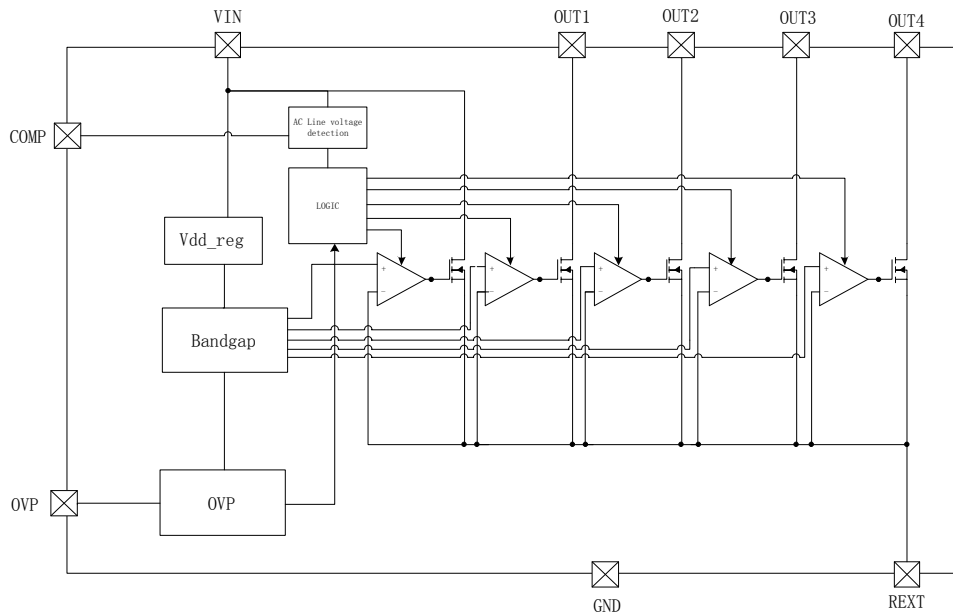 VIN
OUT1
OUT2
OUT3
OUT4
COMP
AC Line voltage
detection
LOGIC
Vdd_reg
+
-
+
-
+
-
+
-
+
-
Bandgap
OVP
OVP
GND
REXT